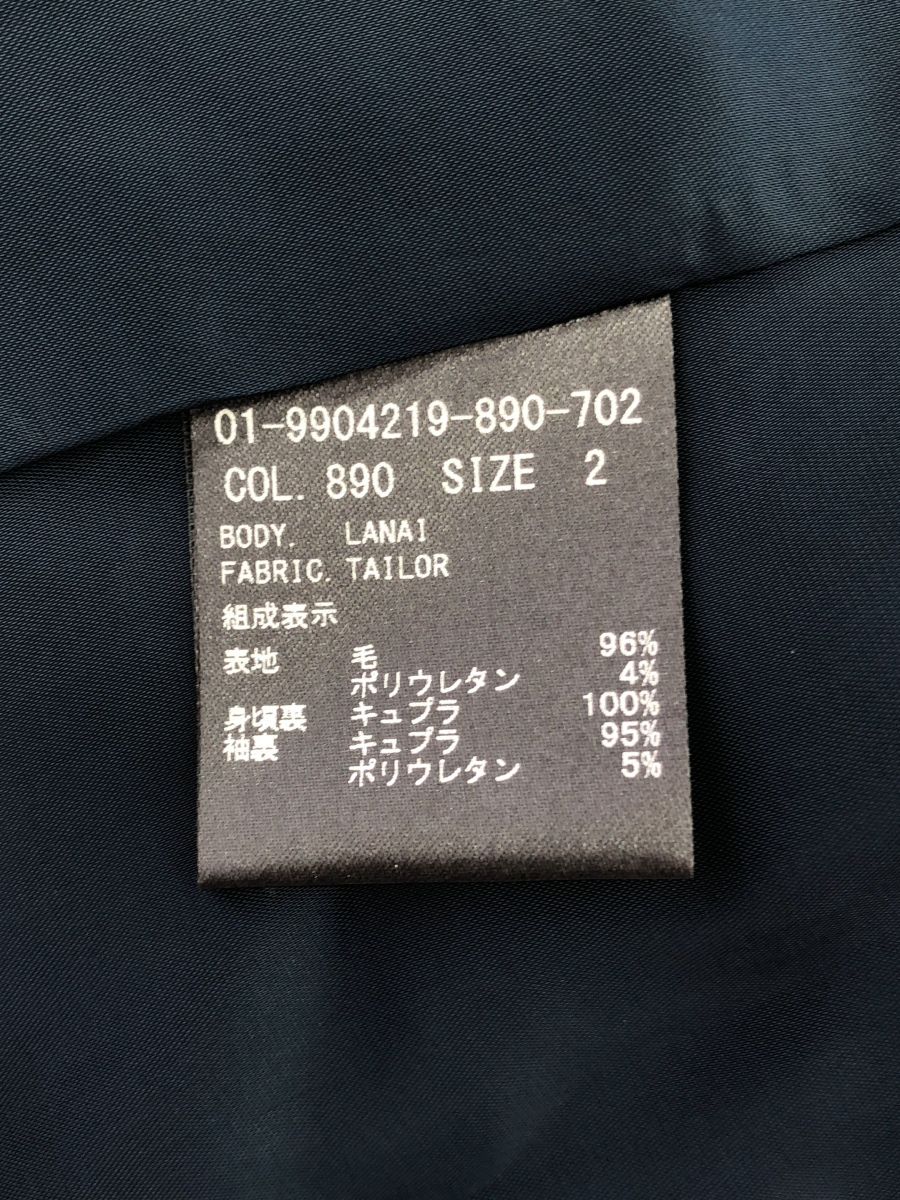 01-9904219-890-702
COL. 890 SIZE 2
BODY. LANAI
FABRIC. TAILOR
組成表示
表地 毛 96%
ポリウレタン 4%
身頃裏 キュプラ 100%
袖裏 キュプラ 95%
ポリウレタン 5%